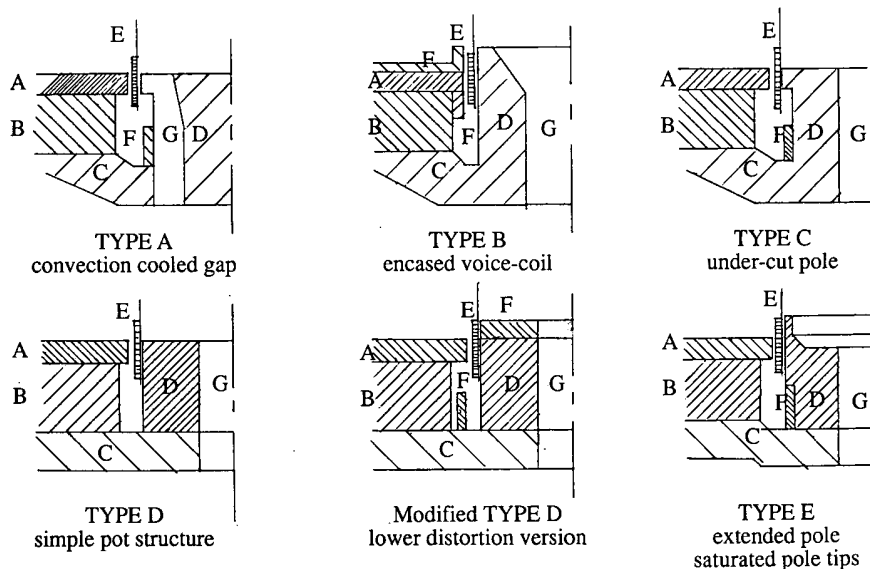 E
A
B
F
G
D
C
TYPE A
convection cooled gap
E
F
A
B
D
F
G
C
TYPE B
encased voice-coil
E
A
B
F
D
G
C
TYPE C
under-cut pole
E
A
B
D
G
C
TYPE D
simple pot structure
E
F
A
B
F
D
G
C
Modified TYPE D
lower distortion version
E
A
B
F
D
G
C
TYPE E
extended pole
saturated pole tips